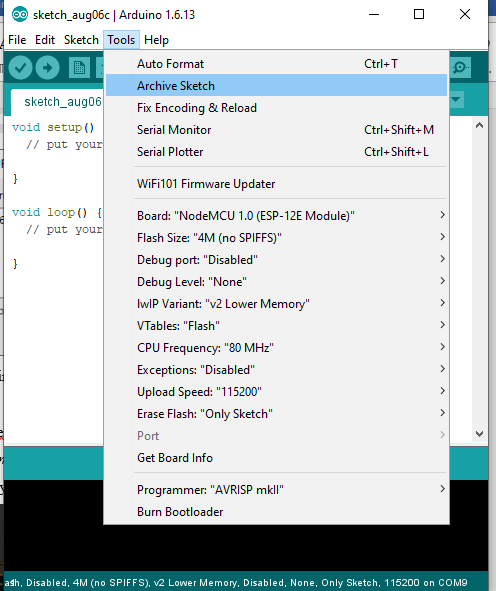 sketch_aug06c | Arduino 1.6.13
File Edit Sketch Tools Help
Auto Format Ctrl+T
Archive Sketch
Fix Encoding & Reload
Serial Monitor Ctrl+Shift+M
Serial Plotter Ctrl+Shift+L
WiFi101 Firmware Updater
Board: "NodeMCU 1.0 (ESP-12E Module)"
Flash Size: "4M (no SPIFFS)"
Debug port: "Disabled"
Debug Level: "None"
IwIP Variant: "v2 Lower Memory"
VTables: "Flash"
CPU Frequency: "80 MHz"
Exceptions: "Disabled"
Upload Speed: "115200"
Erase Flash: "Only Sketch"
Port
Get Board Info
Programmer: "AVRISP mkII"
Burn Bootloader
sketch_aug06
void setup()
// put your
}
void loop() {
// put your
}
ash, Disabled, 4M (no SPIFFS), v2 Lower Memory, Disabled, None, Only Sketch, 115200 on COM9